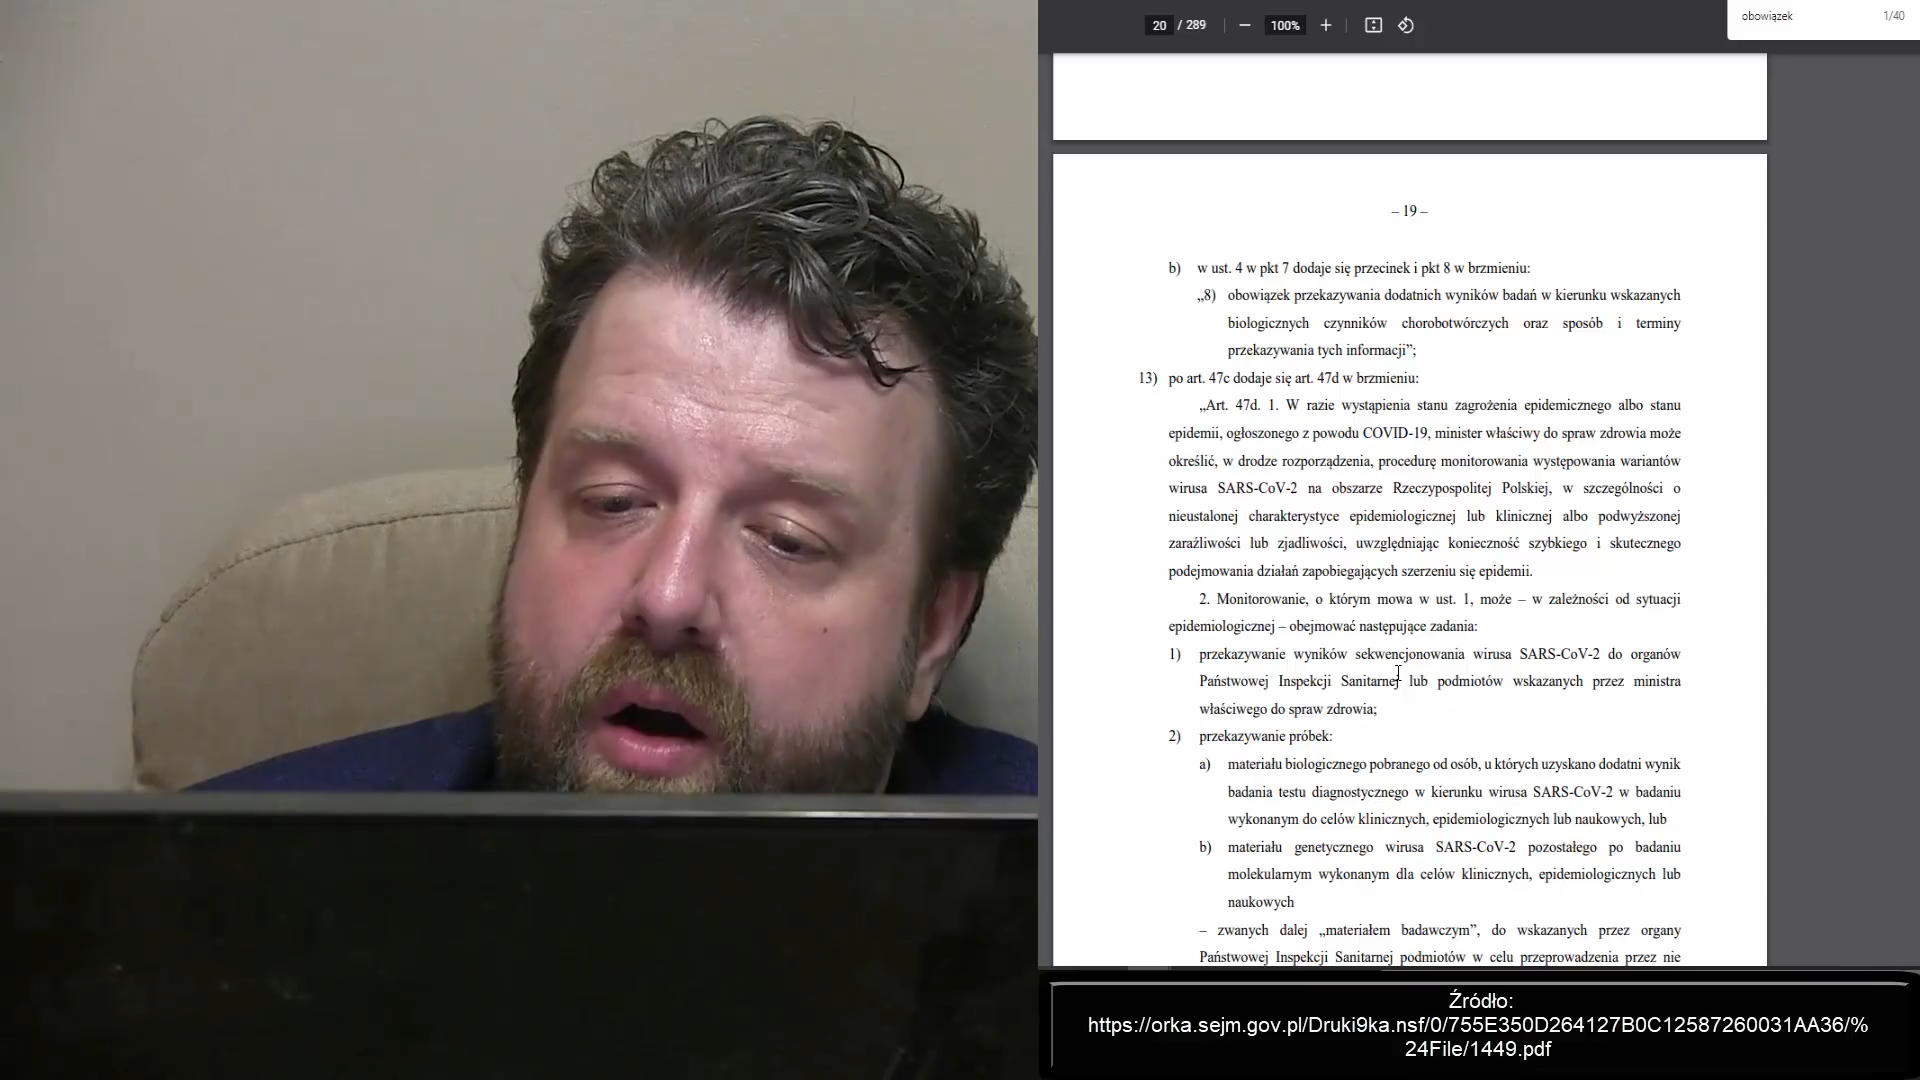 20 / 289
100%
obowiązek 1/40
– 19 –
b) w ust. 4 w pkt 7 dodaje się przecinek i pkt 8 w brzmieniu:
„8) obowiązek przekazywania dodatnich wyników badań w kierunku wskazanych
biologicznych czynników chorobotwórczych oraz sposób i terminy
przekazywania tych informacji”;
13) po art. 47c dodaje się art. 47d w brzmieniu:
„Art. 47d. 1. W razie wystąpienia stanu zagrożenia epidemicznego albo stanu
epidemii, ogłoszonego z powodu COVID-19, minister właściwy do spraw zdrowia może
określić, w drodze rozporządzenia, procedurę monitorowania występowania wariantów
wirusa SARS-CoV-2 na obszarze Rzeczypospolitej Polskiej, w szczególności o
nieustalonej charakterystyce epidemiologicznej lub klinicznej albo podwyższonej
zaraźliwości lub zjadliwości, uwzględniając konieczność szybkiego i skutecznego
podejmowania działań zapobiegających szerzeniu się epidemii.
2. Monitorowanie, o którym mowa w ust. 1, może – w zależności od sytuacji
epidemiologicznej – obejmować następujące zadania:
1) przekazywanie wyników sekwencjonowania wirusa SARS-CoV-2 do organów
Państwowej Inspekcji Sanitarnej lub podmiotów wskazanych przez ministra
właściwego do spraw zdrowia;
2) przekazywanie próbek:
a) materiału biologicznego pobranego od osób, u których uzyskano dodatni wynik
badania testu diagnostycznego w kierunku wirusa SARS-CoV-2 w badaniu
wykonanym do celów klinicznych, epidemiologicznych lub naukowych, lub
b) materiału genetycznego wirusa SARS-CoV-2 pozostałego po badaniu
molekularnym wykonanym dla celów klinicznych, epidemiologicznych lub
naukowych
– zwanych dalej „materiałem badawczym”, do wskazanych przez organy
Państwowej Inspekcji Sanitarnej podmiotów w celu przeprowadzenia przez nie
Źródło:
https://orka.sejm.gov.pl/Druki9ka.nsf/0/755E350D264127B0C12587260031AA36/%
24File/1449.pdf